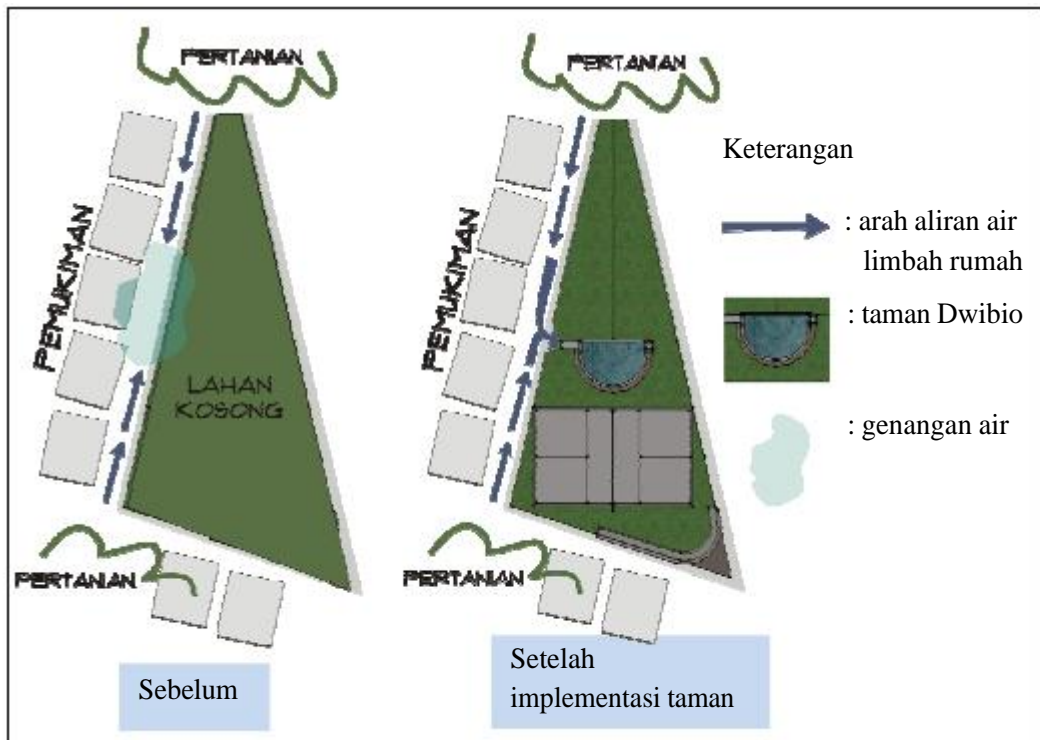 PERTANIAN
PEMUKIMAN
LAHAN
KOSONG
PERTANIAN
Sebelum
PERTANIAN
PEMUKIMAN
PERTANIAN
Setelah
implementasi taman
Keterangan
: arah aliran air
limbah rumah
: taman Dwibio
: genangan air